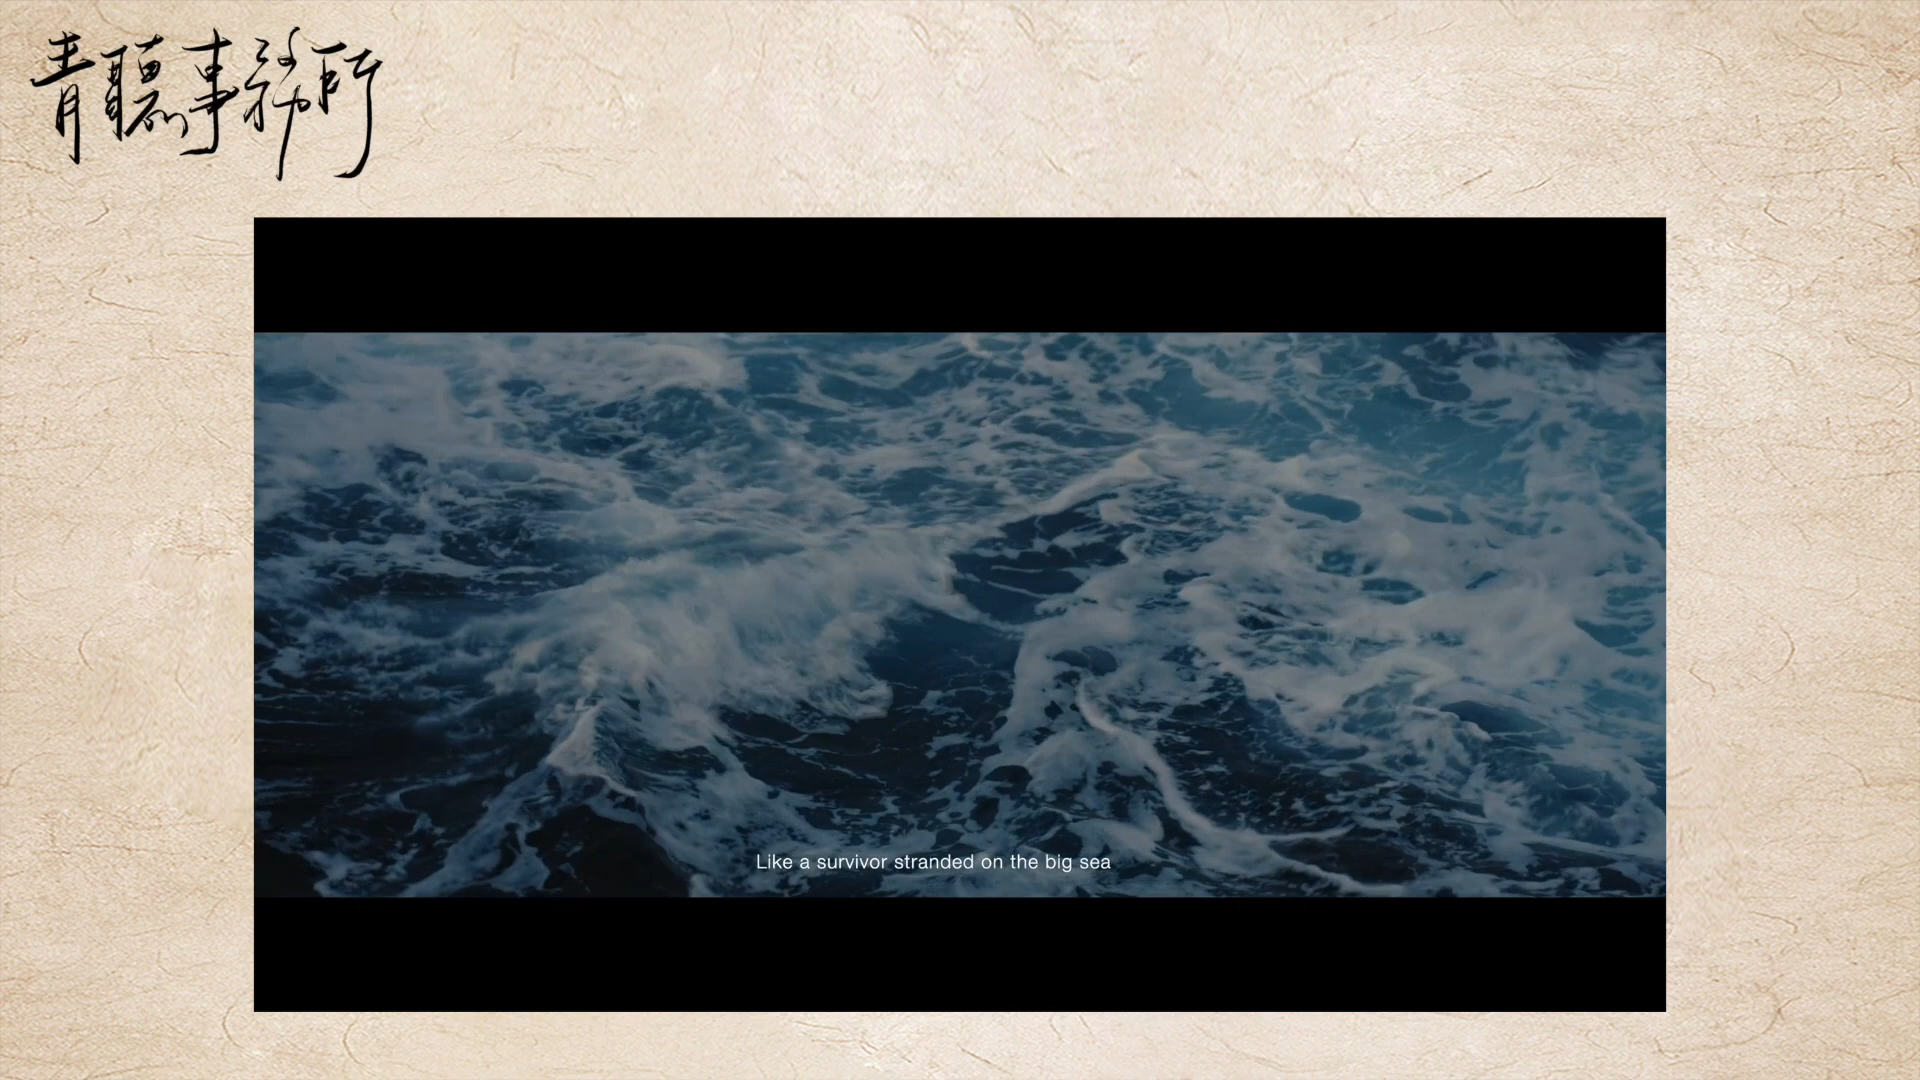 青聽事務所
Like a survivor stranded on the big sea